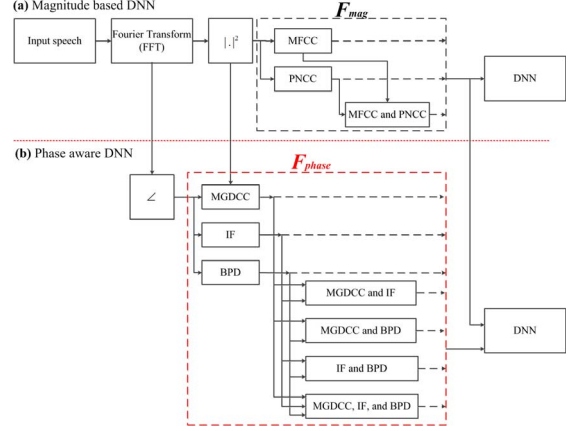 (a) Magnitude based DNN
F_mag
Input speech
Fourier Transform
(FFT)
|.|²
MFCC
PNCC
MFCC and PNCC
DNN
(b) Phase aware DNN
F_phase
∠
MGDCC
IF
BPD
MGDCC and IF
MGDCC and BPD
IF and BPD
MGDCC, IF, and BPD
DNN